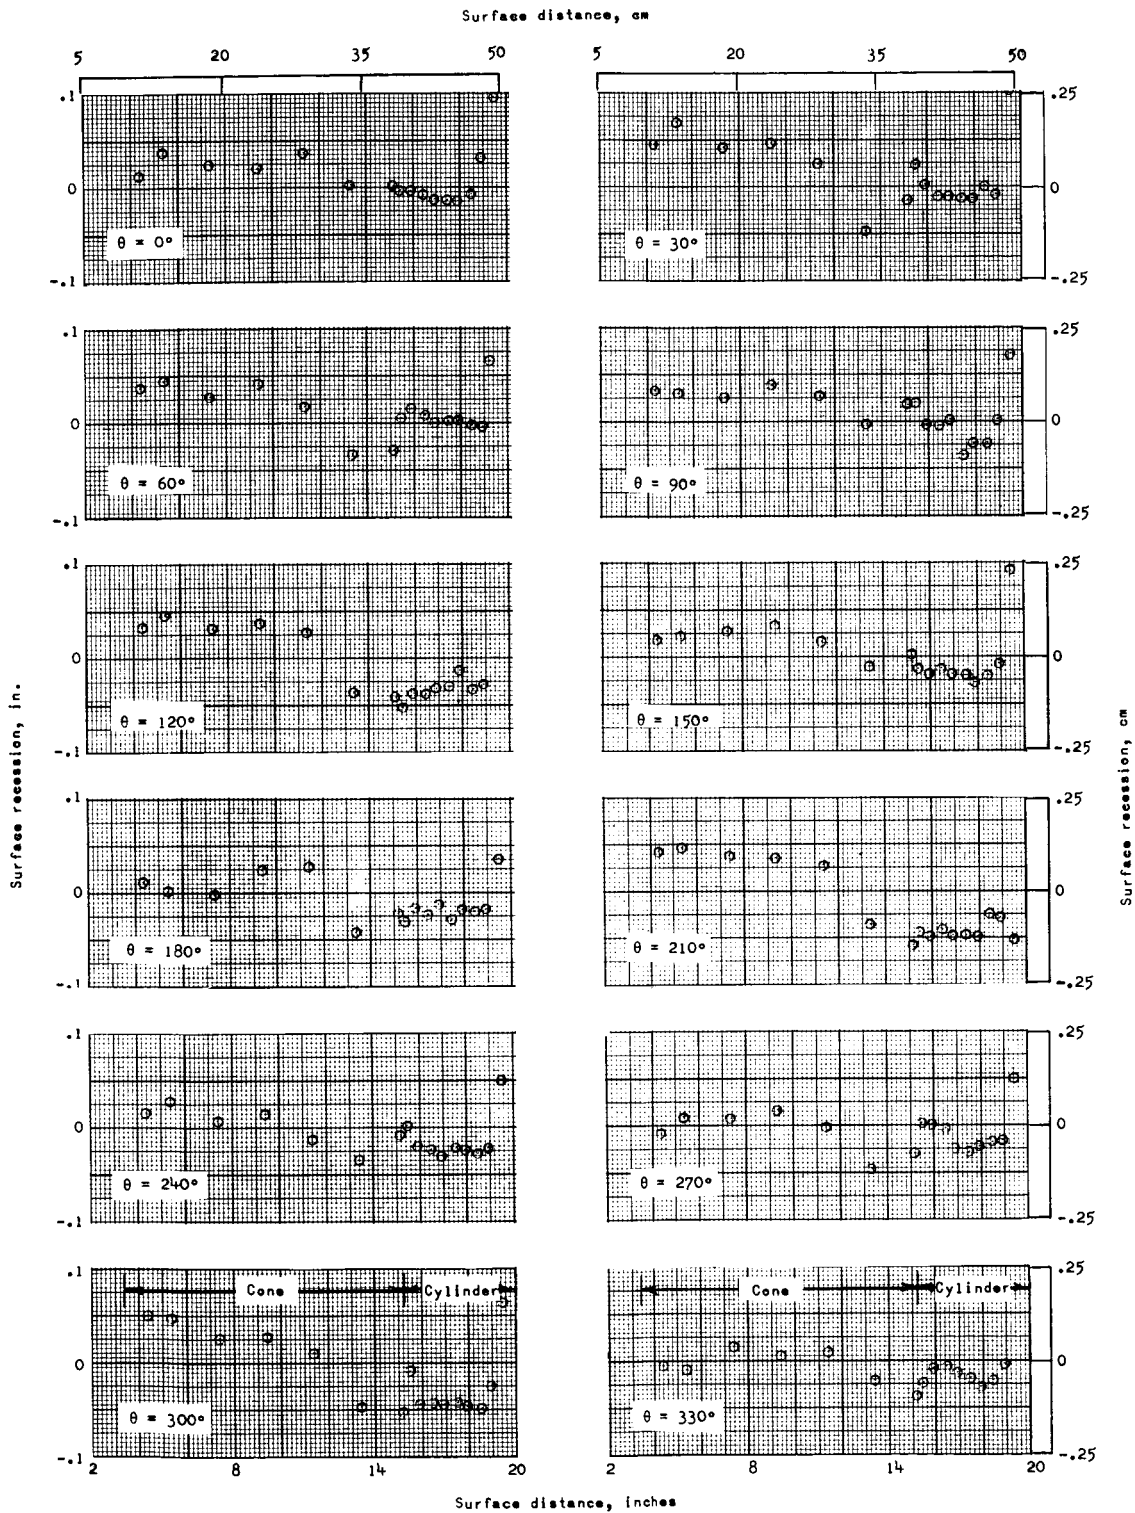 Surface distance, cm
5 20 35 50 5 20 35 50
.1 .25
0 0
θ = 0° θ = 30°
-.1 -.25
.1 .25
0 0
θ = 60° θ = 90°
-.1 -.25
.1 .25
0 0
θ = 120° θ = 150°
-.1 -.25
Surface recession, in.
Surface recession, cm
.1 .25
0 0
θ = 180° θ = 210°
-.1 -.25
.1 .25
0 0
θ = 240° θ = 270°
-.1 -.25
.1 .25
Cone Cylinder Cone Cylinder
0 0
θ = 300° θ = 330°
-.1 -.25
2 8 14 20 2 8 14 20
Surface distance, inches